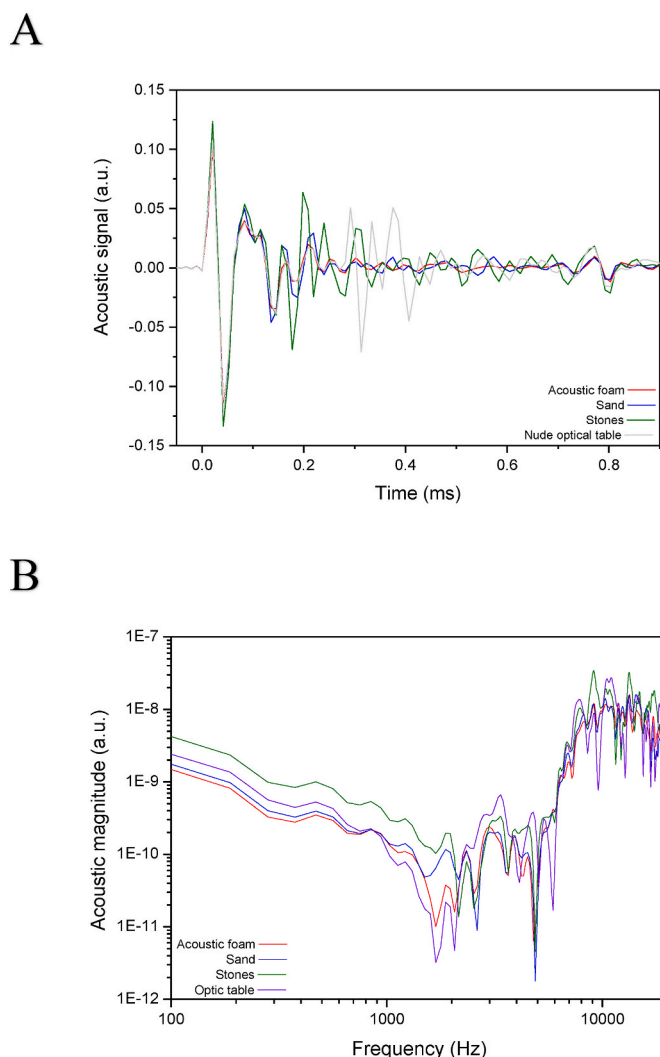 A
0.15
0.10
0.05
0.00
-0.05
-0.10
-0.15
Acoustic signal (a.u.)
Acoustic foam
Sand
Stones
Nude optical table
0.0 0.2 0.4 0.6 0.8
Time (ms)
B
1E-7
1E-8
1E-9
1E-10
1E-11
1E-12
Acoustic magnitude (a.u.)
Acoustic foam
Sand
Stones
Optic table
100 1000 10000
Frequency (Hz)